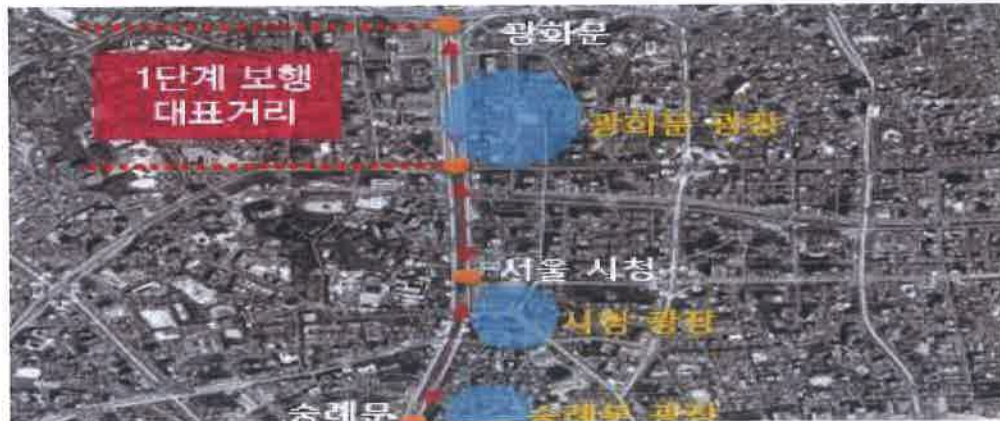 광화문
1단계 보행
대표거리
광화문 광장
서울 시청
시청 광장
숭례문
숭례문 광장